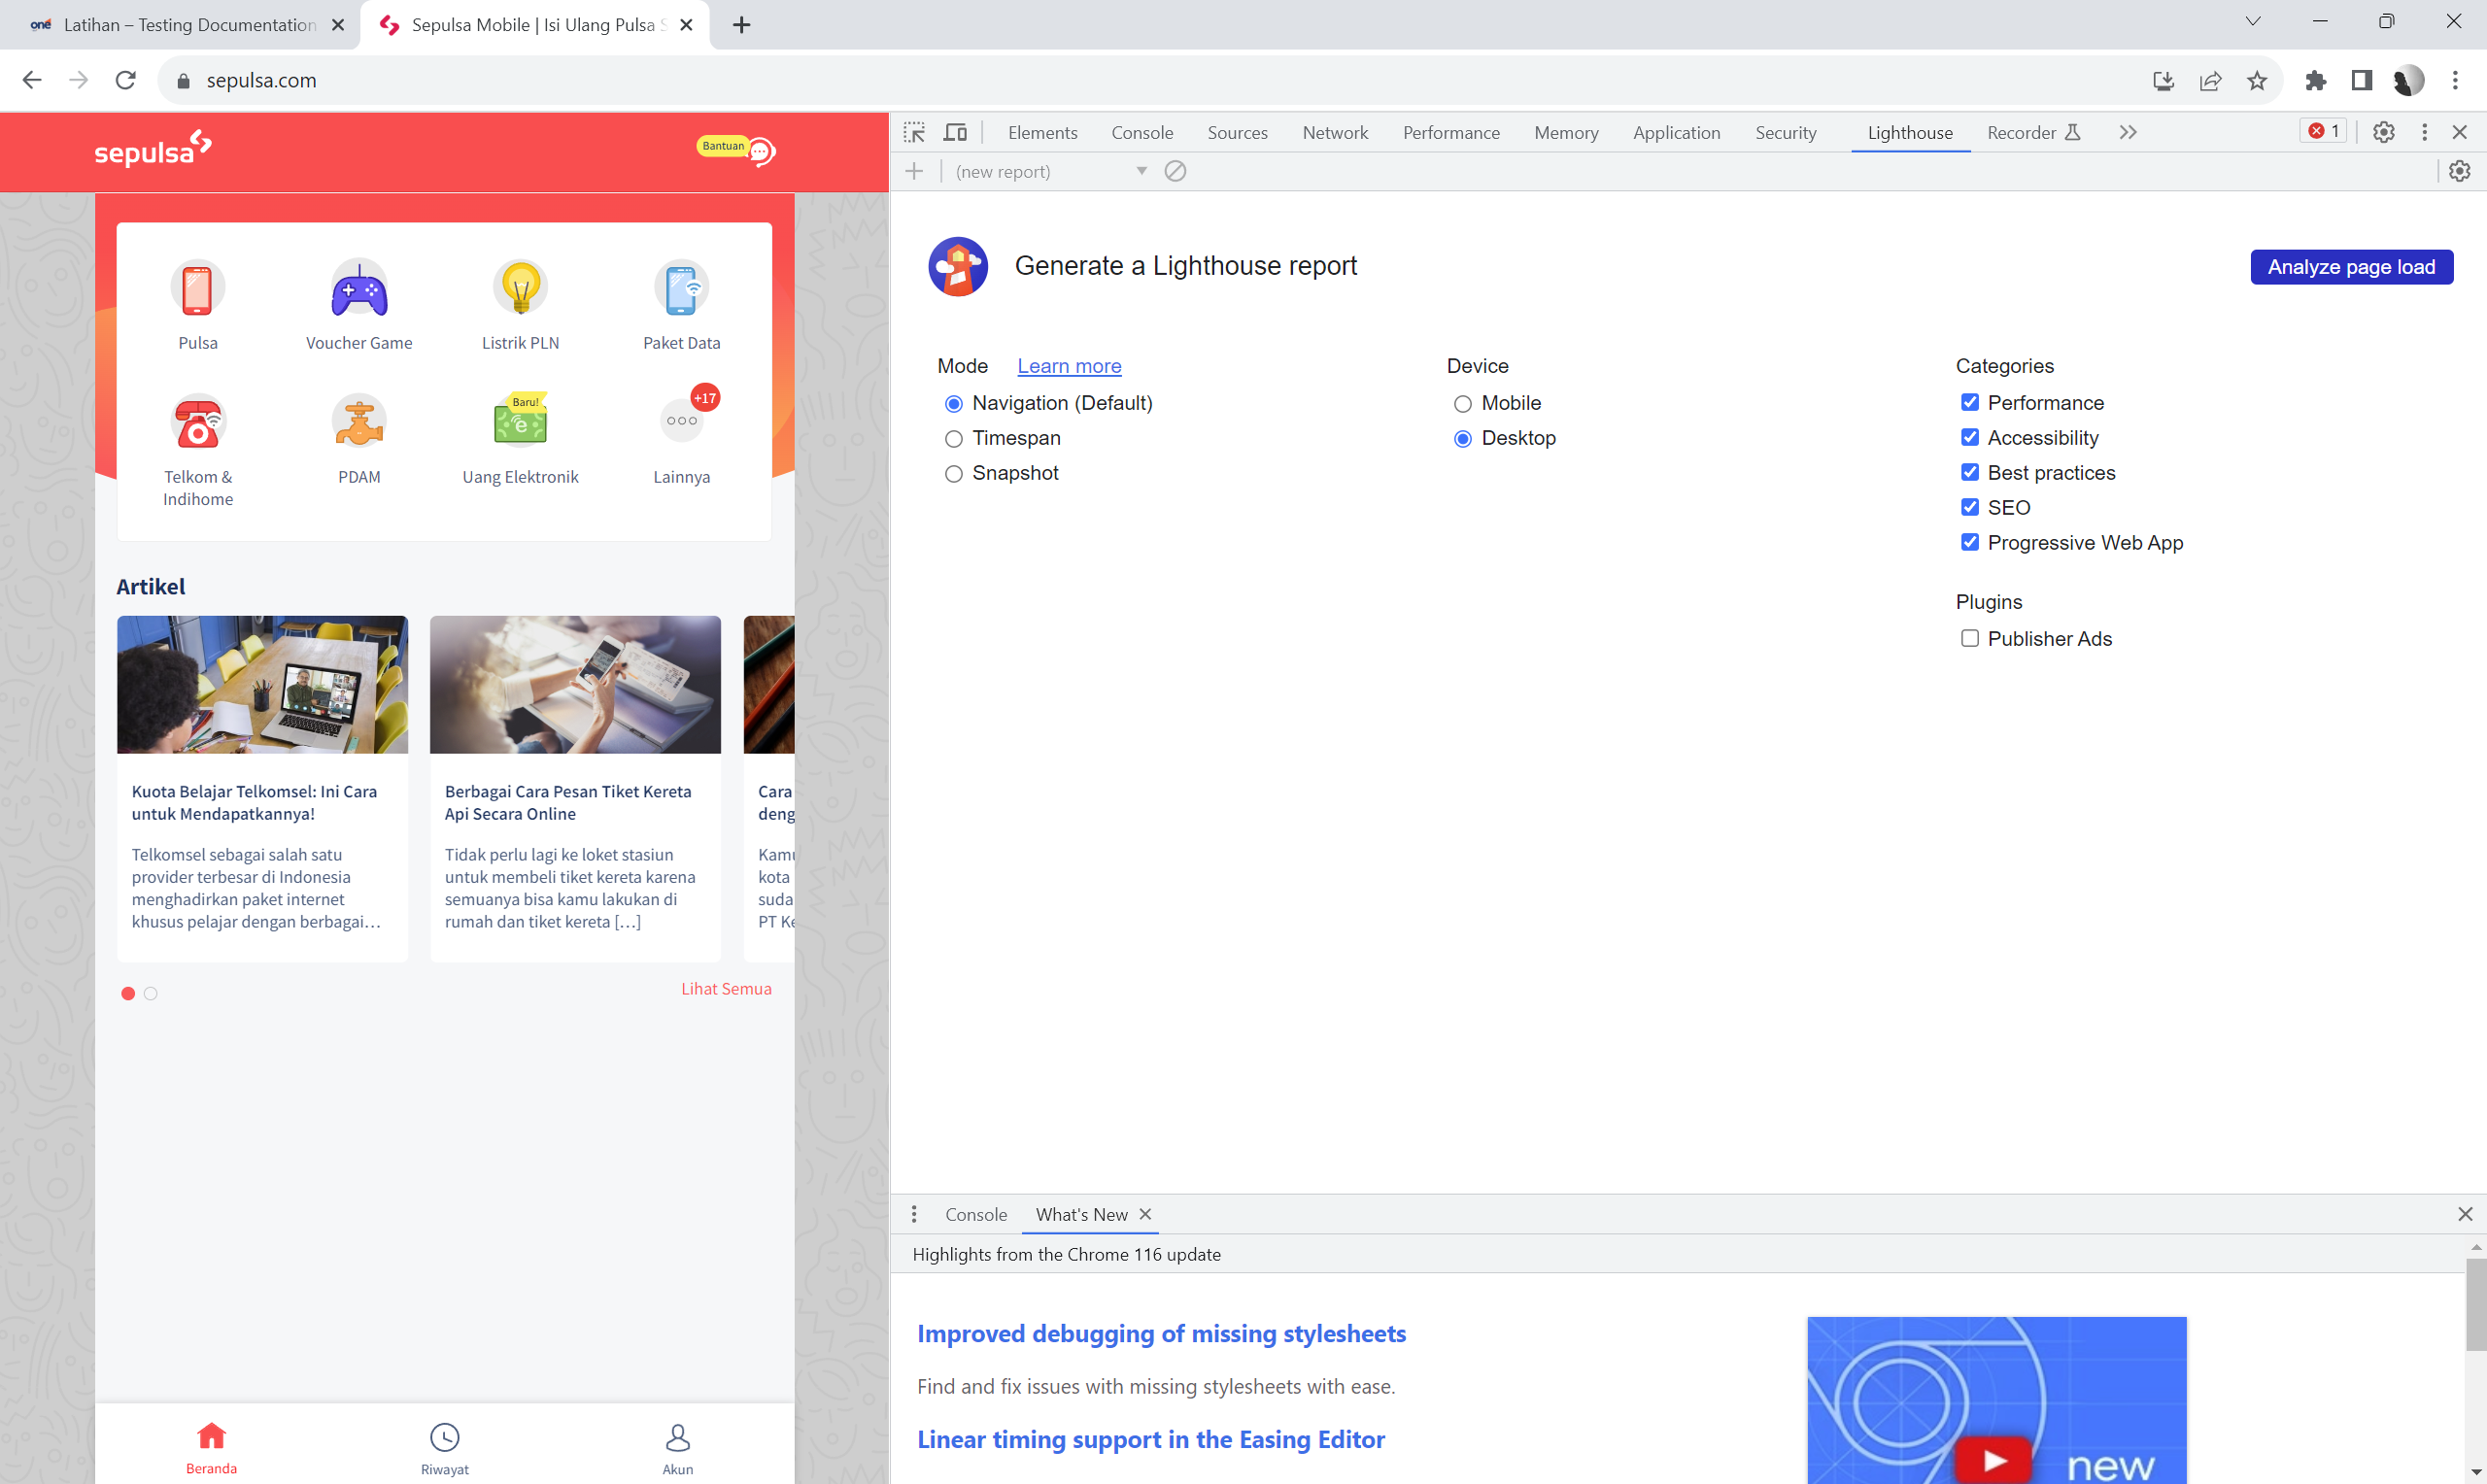 one
Latihan – Testing Documentation
Sepulsa Mobile | Isi Ulang Pulsa S
sepulsa.com
sepulsa
Bantuan
Pulsa
Voucher Game
Listrik PLN
Paket Data
Baru!
e
+17
Telkom &
Indihome
PDAM
Uang Elektronik
Lainnya
Artikel
Kuota Belajar Telkomsel: Ini Cara
untuk Mendapatkannya!
Telkomsel sebagai salah satu
provider terbesar di Indonesia
menghadirkan paket internet
khusus pelajar dengan berbagai…
Berbagai Cara Pesan Tiket Kereta
Api Secara Online
Tidak perlu lagi ke loket stasiun
untuk membeli tiket kereta karena
semuanya bisa kamu lakukan di
rumah dan tiket kereta […]
Cara
deng
Kamu
kota
suda
PT Ke
Lihat Semua
Beranda
Riwayat
Akun
Elements
Console
Sources
Network
Performance
Memory
Application
Security
Lighthouse
Recorder
1
(new report)
Generate a Lighthouse report
Analyze page load
Mode
Learn more
Navigation (Default)
Timespan
Snapshot
Device
Mobile
Desktop
Categories
Performance
Accessibility
Best practices
SEO
Progressive Web App
Plugins
Publisher Ads
Console
What's New
Highlights from the Chrome 116 update
Improved debugging of missing stylesheets
Find and fix issues with missing stylesheets with ease.
Linear timing support in the Easing Editor
new